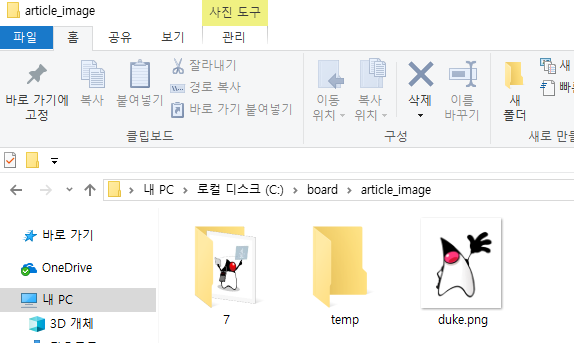 article_image
사진 도구
파일 홈 공유 보기 관리
바로 가기에
고정
복사
붙여넣기
잘라내기
경로 복사
바로 가기 붙여넣기
클립보드
이동
위치
복사
위치
삭제
이름
바꾸기
구성
새
폴더
새
빠른
새로 만들
내 PC > 로컬 디스크 (C:) > board > article_image
바로 가기
OneDrive
내 PC
3D 개체
7
temp
duke.png